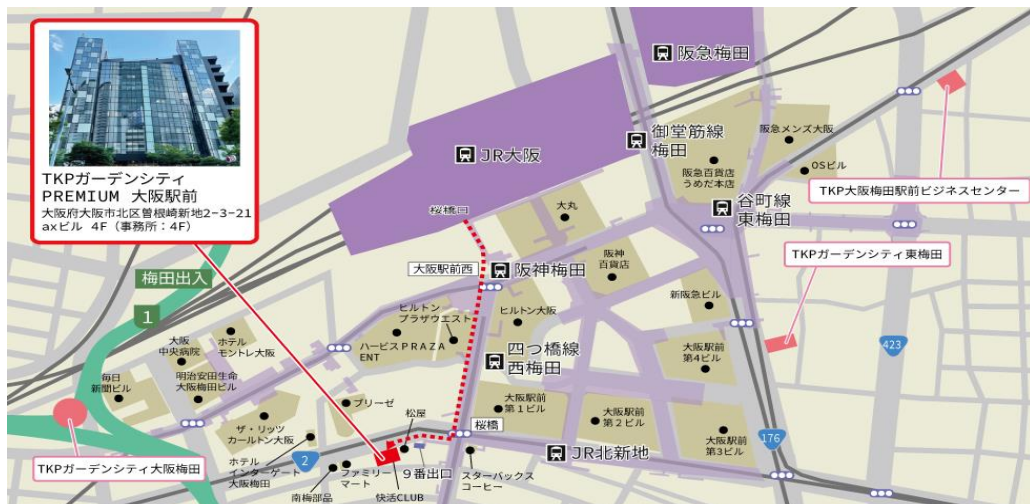 TKPガーデンシティ
PREMIUM 大阪駅前
大阪府大阪市北区曽根崎新地2-3-21
axビル 4F（事務所：4F）
阪急梅田
JR大阪
御堂筋線
梅田
阪急メンズ大阪
阪急百貨店
うめだ本店
OSビル
TKP大阪梅田駅前ビジネスセンター
谷町線
東梅田
桜橋口
大丸
TKPガーデンシティ東梅田
大阪駅前西
阪神梅田
阪神
百貨店
梅田出入
1
新阪急ビル
ヒルトン
プラザウエスト
ヒルトン大阪
大阪
中央病院
ホテル
モントレ大阪
ハービスPRAZA
ENT
四つ橋線
西梅田
大阪駅前
第4ビル
423
毎日
新聞ビル
明治安田生命
大阪梅田ビル
ブリーゼ
松屋
桜橋
大阪駅前
第1ビル
大阪駅前
第2ビル
大阪駅前
第3ビル
176
ザ・リッツ
カールトン大阪
JR北新地
TKPガーデンシティ大阪梅田
ホテル
インターゲート
大阪梅田
2
南梅部品
ファミリー
マート
快活CLUB
9番出口
スターバックス
コーヒー